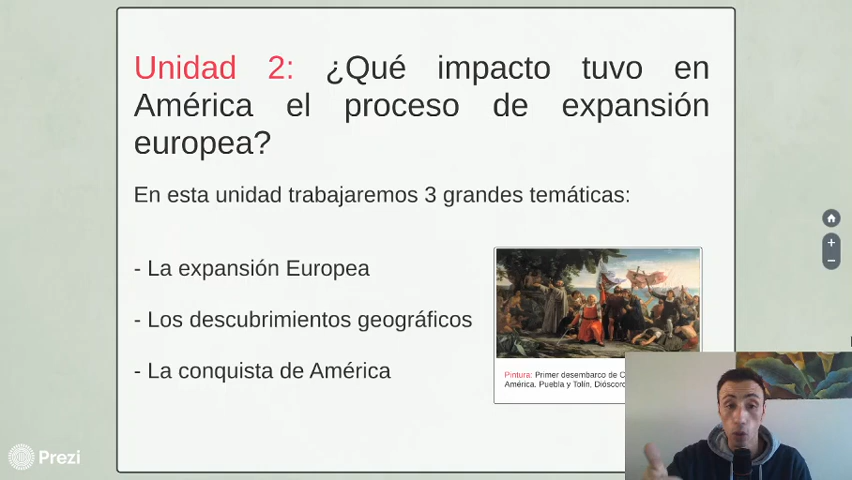 Unidad 2: ¿Qué impacto tuvo en
América el proceso de expansión
europea?
En esta unidad trabajaremos 3 grandes temáticas:
- La expansión Europea
- Los descubrimientos geográficos
- La conquista de América
Pintura: Primer desembarco de
América. Puebla y Tolín,
Prezi